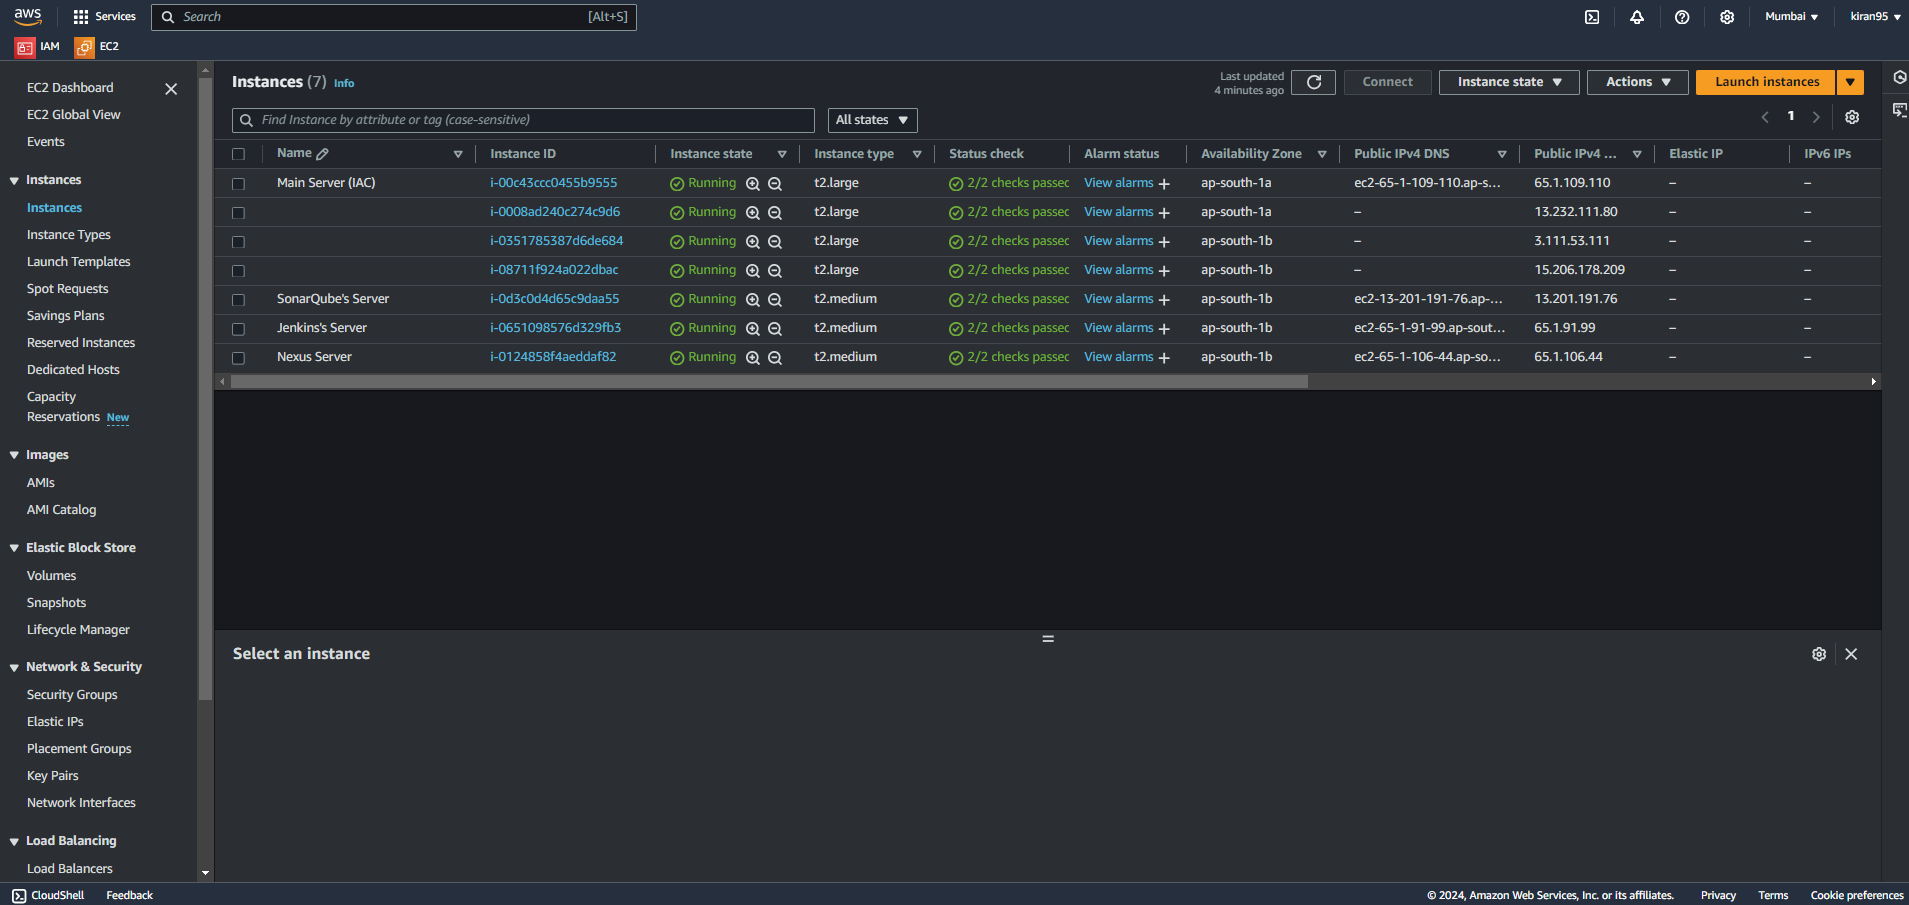 aws
Services
Search
[Alt+S]
Mumbai
kiran95
IAM
EC2
EC2 Dashboard
EC2 Global View
Events
Instances
Instances
Instance Types
Launch Templates
Spot Requests
Savings Plans
Reserved Instances
Dedicated Hosts
Capacity
Reservations New
Images
AMIs
AMI Catalog
Elastic Block Store
Volumes
Snapshots
Lifecycle Manager
Network & Security
Security Groups
Elastic IPs
Placement Groups
Key Pairs
Network Interfaces
Load Balancing
Load Balancers
Instances (7) Info
Last updated
4 minutes ago
Connect
Instance state
Actions
Launch instances
Find Instance by attribute or tag (case-sensitive)
All states
1
Name Instance ID Instance state Instance type Status check Alarm status Availability Zone Public IPv4 DNS Public IPv4 ... Elastic IP IPv6 IPs
Main Server (IAC) i-00c43ccc0455b9555 Running t2.large 2/2 checks passed View alarms + ap-south-1a ec2-65-1-109-110.ap-s... 65.1.109.110 – –
i-0008ad240c274c9d6 Running t2.large 2/2 checks passed View alarms + ap-south-1a – 13.232.111.80 – –
i-0351785387d6de684 Running t2.large 2/2 checks passed View alarms + ap-south-1b – 3.111.53.111 – –
i-08711f924a022dbac Running t2.large 2/2 checks passed View alarms + ap-south-1b – 15.206.178.209 – –
SonarQube's Server i-0d3c0d4d65c9daa55 Running t2.medium 2/2 checks passed View alarms + ap-south-1b ec2-13-201-191-76.ap-... 13.201.191.76 – –
Jenkins's Server i-0651098576d329fb3 Running t2.medium 2/2 checks passed View alarms + ap-south-1b ec2-65-1-91-99.ap-sout... 65.1.91.99 – –
Nexus Server i-0124858f4aeddaf82 Running t2.medium 2/2 checks passed View alarms + ap-south-1b ec2-65-1-106-44.ap-so... 65.1.106.44 – –
Select an instance
CloudShell
Feedback
© 2024, Amazon Web Services, Inc. or its affiliates.
Privacy
Terms
Cookie preferences